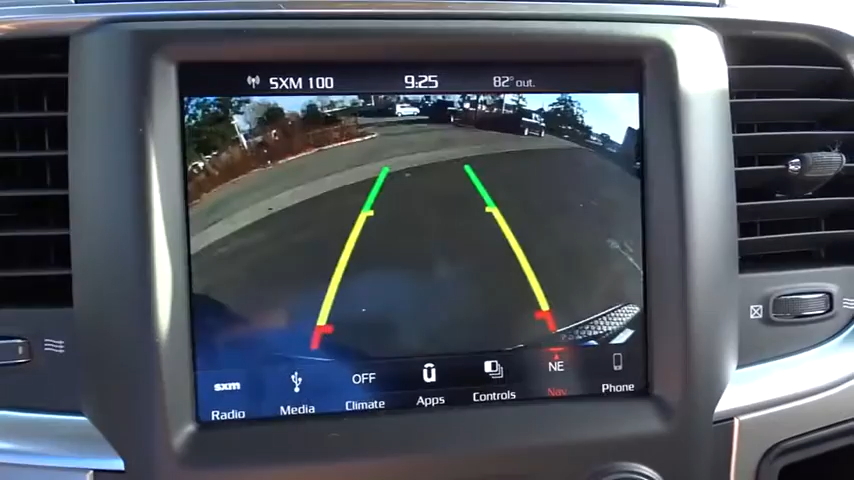 SXM 100 9:25 82° out.
sxm OFF NE
Radio Media Climate Apps Controls Nav Phone